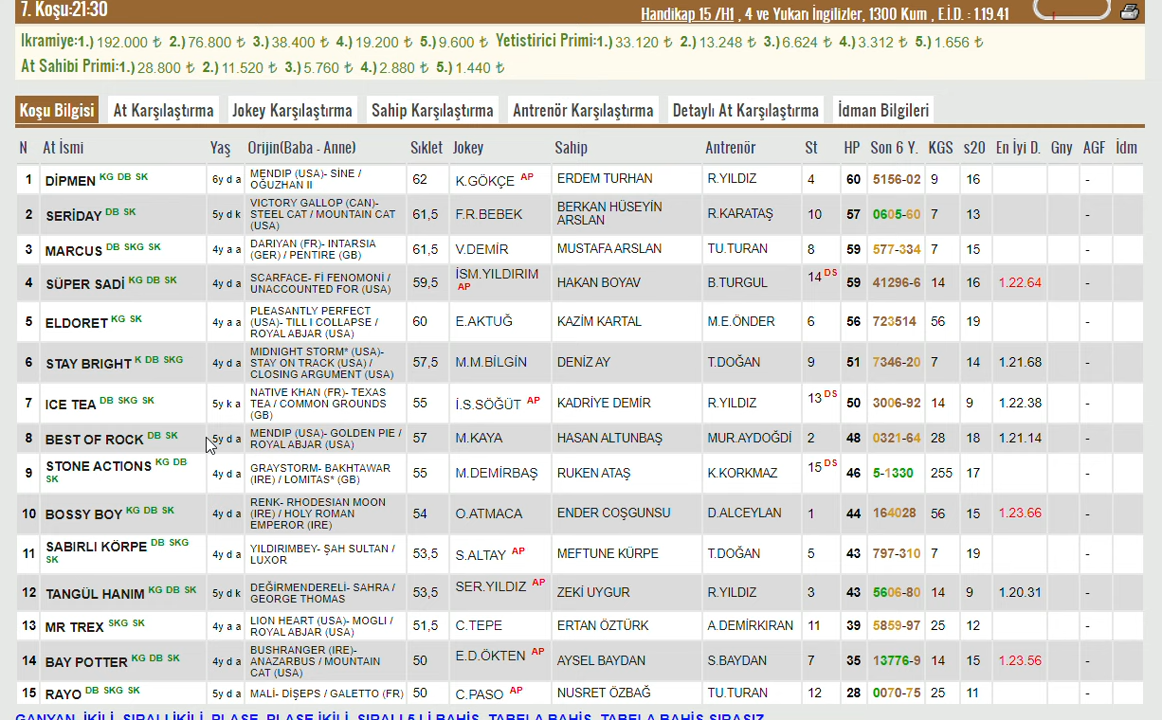 7. Koşu:21:30
Handikap 15 /H1 , 4 ve Yukarı İngilizler, 1300 Kum , E.İ.D. : 1.19.41
Ikramiye:1.) 192.000 ₺ 2.) 76.800 ₺ 3.) 38.400 ₺ 4.) 19.200 ₺ 5.) 9.600 ₺ Yetistirici Primi:1.) 33.120 ₺ 2.) 13.248 ₺ 3.) 6.624 ₺ 4.) 3.312 ₺ 5.) 1.656 ₺
At Sahibi Primi:1.) 28.800 ₺ 2.) 11.520 ₺ 3.) 5.760 ₺ 4.) 2.880 ₺ 5.) 1.440 ₺
Koşu Bilgisi At Karşılaştırma Jokey Karşılaştırma Sahip Karşılaştırma Antrenör Karşılaştırma Detaylı At Karşılaştırma İdman Bilgileri
N At İsmi Yaş Orijin(Baba - Anne) Sıklet Jokey Sahip Antrenör St HP Son 6 Y. KGS s20 En İyi D. Gny AGF İdm
1 DİPMEN KG DB SK 6y d a MENDIP (USA)- SİNE / OĞUZHAN II 62 K.GÖKÇE AP ERDEM TURHAN R.YILDIZ 4 60 5156-02 9 16 -
2 SERİDAY DB SK 5y d k VICTORY GALLOP (CAN)- STEEL CAT / MOUNTAIN CAT (USA) 61,5 F.R.BEBEK BERKAN HÜSEYİN ARSLAN R.KARATAŞ 10 57 0605-60 7 13 -
3 MARCUS DB SKG SK 4y a a DARIYAN (FR)- INTARSIA (GER) / PENTIRE (GB) 61,5 V.DEMİR MUSTAFA ARSLAN TU.TURAN 8 59 577-334 7 15 -
4 SÜPER SADİ KG DB SK 4y d a SCARFACE- Fİ FENOMONİ / UNACCOUNTED FOR (USA) 59,5 İSM.YILDIRIM AP HAKAN BOYAV B.TURGUL 14 DS 59 41296-6 14 16 1.22.64 -
5 ELDORET KG SK 4y a a PLEASANTLY PERFECT (USA)- TILL I COLLAPSE / ROYAL ABJAR (USA) 60 E.AKTUĞ KAZİM KARTAL M.E.ÖNDER 6 56 723514 56 19 -
6 STAY BRIGHT K DB SKG 4y d a MIDNIGHT STORM* (USA)- STAY ON TRACK (USA) / CLOSING ARGUMENT (USA) 57,5 M.M.BİLGİN DENİZ AY T.DOĞAN 9 51 7346-20 7 14 1.21.68 -
7 ICE TEA DB SKG SK 5y k a NATIVE KHAN (FR)- TEXAS TEA / COMMON GROUNDS (GB) 55 İ.S.SÖĞÜT AP KADRİYE DEMİR R.YILDIZ 13 DS 50 3006-92 14 9 1.22.38 -
8 BEST OF ROCK DB SK 5y d a MENDIP (USA)- GOLDEN PIE / ROYAL ABJAR (USA) 57 M.KAYA HASAN ALTUNBAŞ MUR.AYDOĞDİ 2 48 0321-64 28 18 1.21.14 -
9 STONE ACTIONS KG DB SK 4y d a GRAYSTORM- BAKHTAWAR (IRE) / LOMITAS* (GB) 55 M.DEMİRBAŞ RUKEN ATAŞ K.KORKMAZ 15 DS 46 5-1330 255 17 -
10 BOSSY BOY KG DB SK 4y d a RENK- RHODESIAN MOON (IRE) / HOLY ROMAN EMPEROR (IRE) 54 O.ATMACA ENDER COŞGUNSU D.ALCEYLAN 1 44 164028 56 15 1.23.66 -
11 SABIRLI KÖRPE DB SKG SK 4y d a YILDIRIMBEY- ŞAH SULTAN / LUXOR 53,5 S.ALTAY AP MEFTUNE KÜRPE T.DOĞAN 5 43 797-310 7 19 -
12 TANGÜL HANIM KG DB SK 5y d k DEĞİRMENDERELİ- SAHRA / GEORGE THOMAS 53,5 SER.YILDIZ AP ZEKİ UYGUR R.YILDIZ 3 43 5606-80 14 9 1.20.31 -
13 MR TREX SKG SK 4y a a LION HEART (USA)- MOGLI / ROYAL ABJAR (USA) 51,5 C.TEPE ERTAN ÖZTÜRK A.DEMİRKIRAN 11 39 5859-97 25 12 -
14 BAY POTTER KG DB SK 4y d a BUSHRANGER (IRE)- ANAZARBUS / MOUNTAIN CAT (USA) 50 E.D.ÖKTEN AP AYSEL BAYDAN S.BAYDAN 7 35 13776-9 14 15 1.23.56 -
15 RAYO DB SKG SK 5y d a MALİ- DİŞEPS / GALETTO (FR) 50 C.PASO AP NUSRET ÖZBAĞ TU.TURAN 12 28 0070-75 25 11 -
GANYAN, İKİLİ, SIRALI İKİLİ, PLASE, PLASE İKİLİ, SIRALI 5 Lİ BAHİS, TABELA BAHİS, TABELA BAHİS SIRASIZ